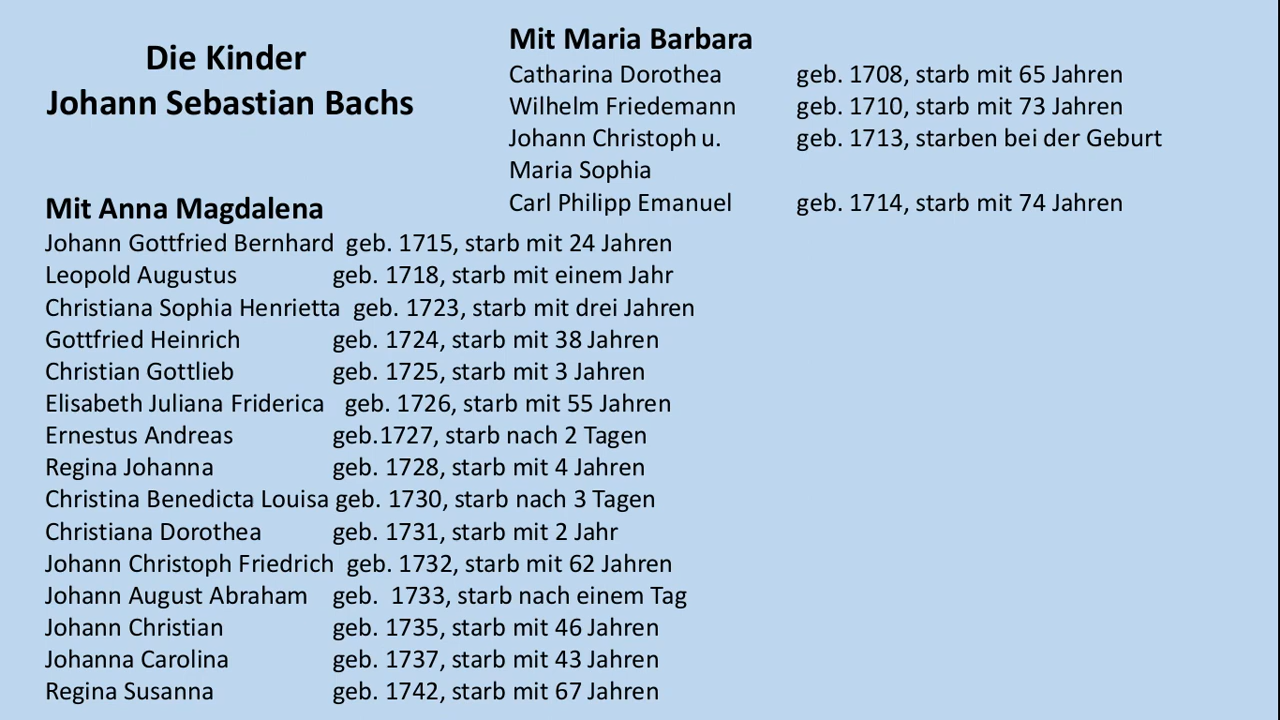 Die Kinder
Johann Sebastian Bachs
Mit Maria Barbara
Catharina Dorothea geb. 1708, starb mit 65 Jahren
Wilhelm Friedemann geb. 1710, starb mit 73 Jahren
Johann Christoph u. geb. 1713, starben bei der Geburt
Maria Sophia
Carl Philipp Emanuel geb. 1714, starb mit 74 Jahren
Mit Anna Magdalena
Johann Gottfried Bernhard geb. 1715, starb mit 24 Jahren
Leopold Augustus geb. 1718, starb mit einem Jahr
Christiana Sophia Henrietta geb. 1723, starb mit drei Jahren
Gottfried Heinrich geb. 1724, starb mit 38 Jahren
Christian Gottlieb geb. 1725, starb mit 3 Jahren
Elisabeth Juliana Friderica geb. 1726, starb mit 55 Jahren
Ernestus Andreas geb.1727, starb nach 2 Tagen
Regina Johanna geb. 1728, starb mit 4 Jahren
Christina Benedicta Louisa geb. 1730, starb nach 3 Tagen
Christiana Dorothea geb. 1731, starb mit 2 Jahr
Johann Christoph Friedrich geb. 1732, starb mit 62 Jahren
Johann August Abraham geb. 1733, starb nach einem Tag
Johann Christian geb. 1735, starb mit 46 Jahren
Johanna Carolina geb. 1737, starb mit 43 Jahren
Regina Susanna geb. 1742, starb mit 67 Jahren